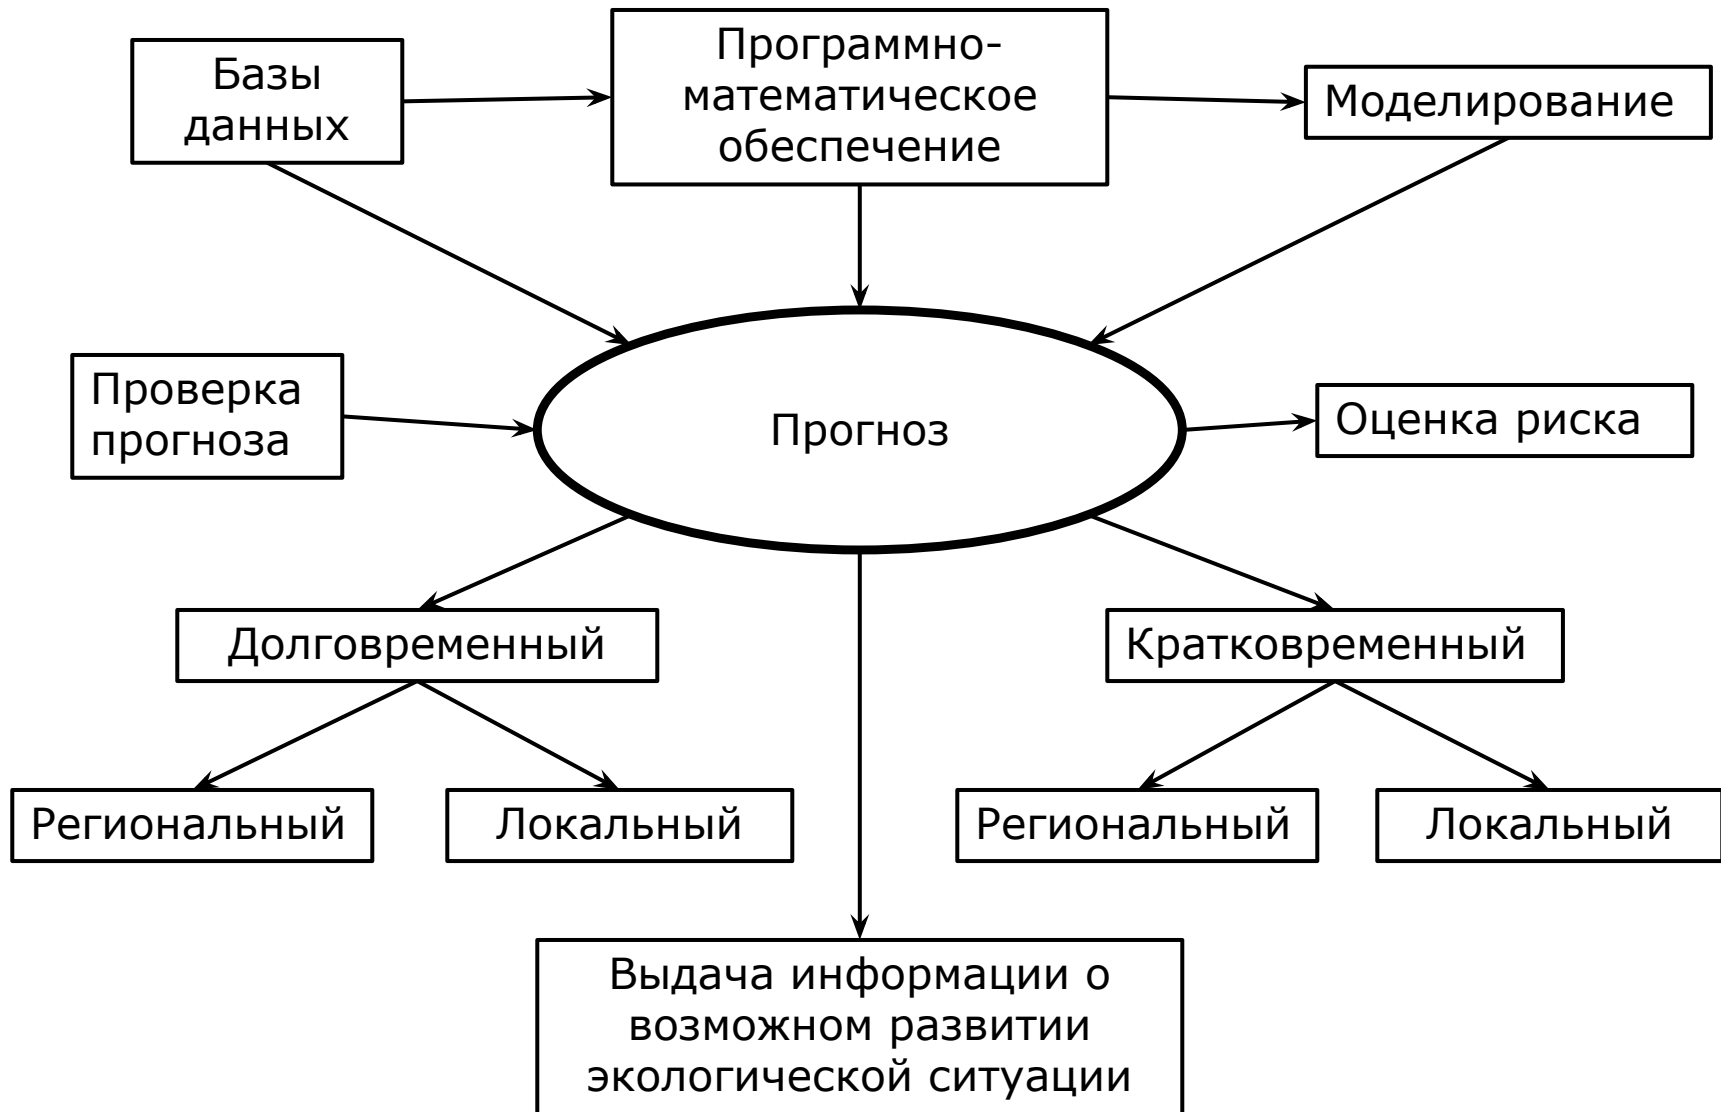 Базы
данных
Программно-
математическое
обеспечение
Моделирование
Проверка
прогноза
Прогноз
Оценка риска
Долговременный
Кратковременный
Региональный
Локальный
Региональный
Локальный
Выдача информации о
возможном развитии
экологической ситуации